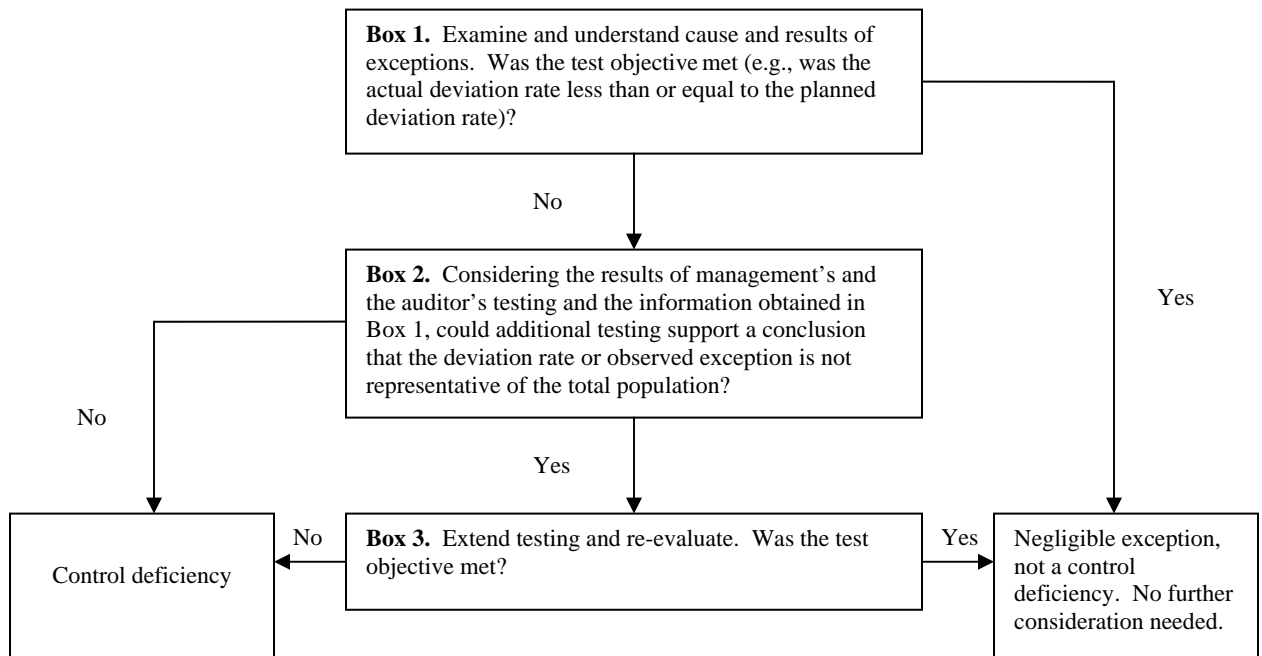 Box 1. Examine and understand cause and results of
exceptions. Was the test objective met (e.g., was the
actual deviation rate less than or equal to the planned
deviation rate)?
No
Yes
Box 2. Considering the results of management’s and
the auditor’s testing and the information obtained in
Box 1, could additional testing support a conclusion
that the deviation rate or observed exception is not
representative of the total population?
No
Yes
Control deficiency
No
Box 3. Extend testing and re-evaluate. Was the test
objective met?
Yes
Negligible exception,
not a control
deficiency. No further
consideration needed.